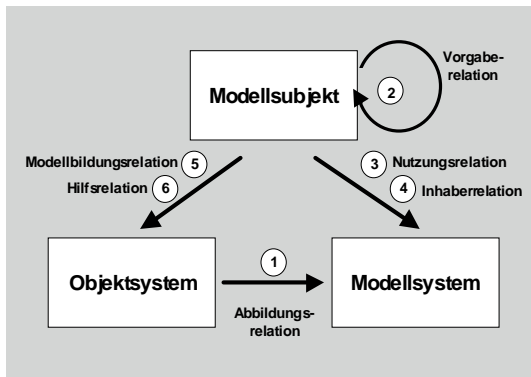 Vorgabe-
relation
Modellsubjekt
2
Modellbildungsrelation 5
Hilfsrelation 6
3 Nutzungsrelation
4 Inhaberrelation
Objektsystem
1
Abbildungs-
relation
Modellsystem